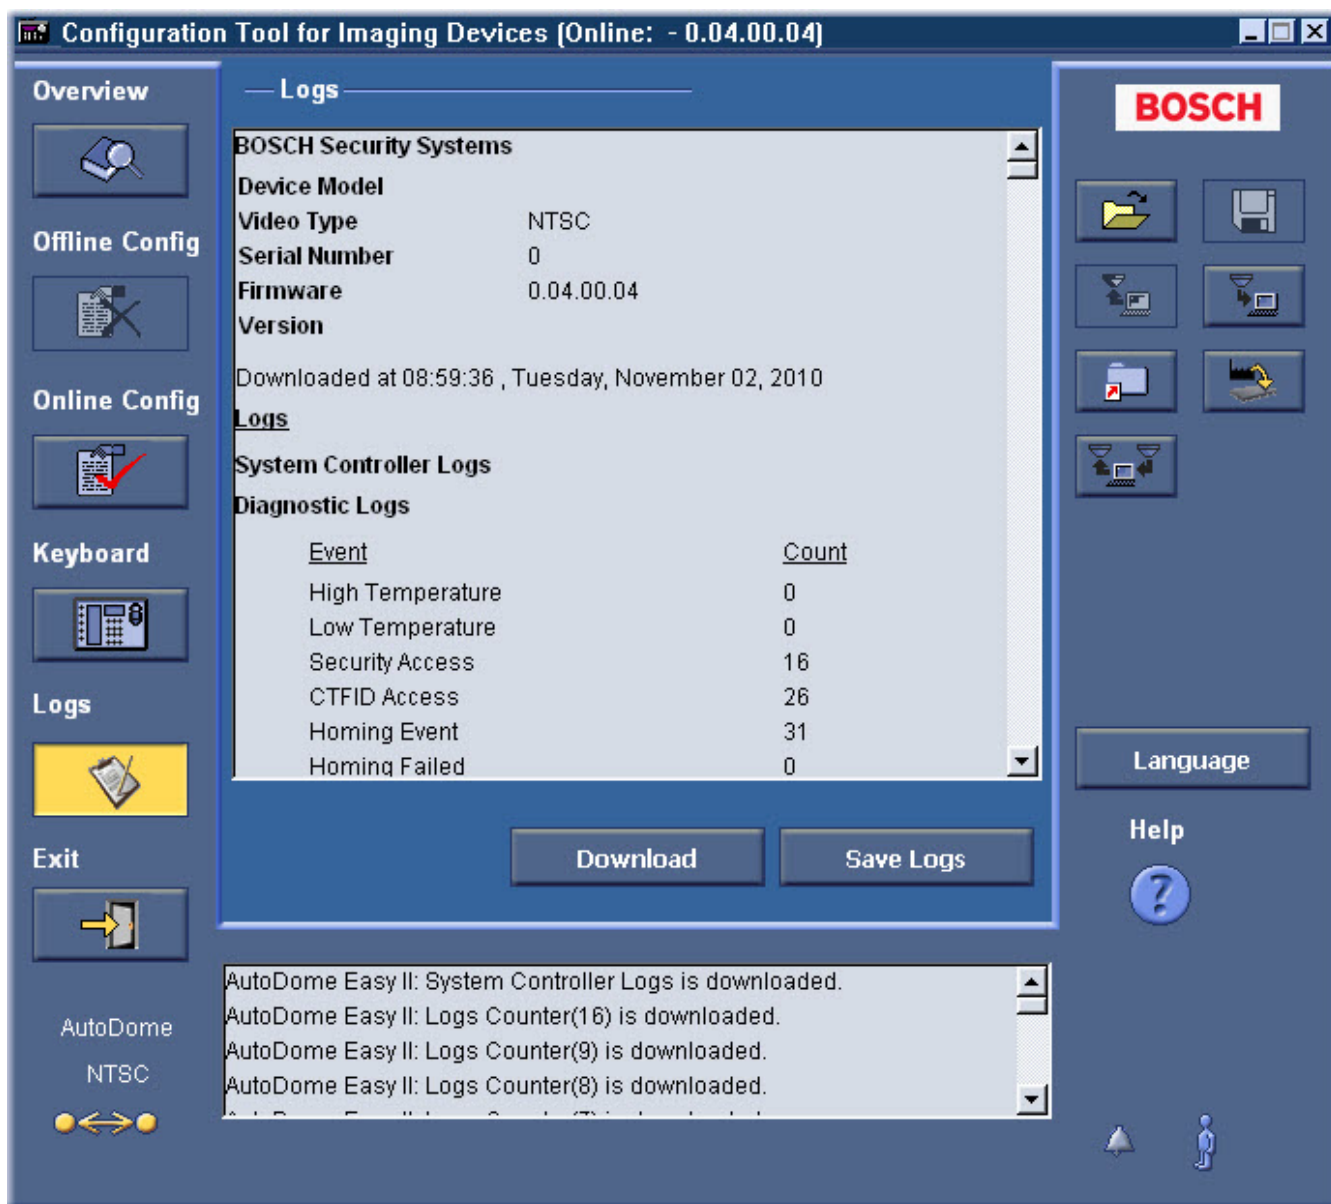 Configuration Tool for Imaging Devices (Online:  - 0.04.00.04)
Overview
Offline Config
Online Config
Keyboard
Logs
Exit
AutoDome
NTSC
Logs
BOSCH Security Systems
Device Model
Video Type NTSC
Serial Number 0
Firmware 0.04.00.04
Version
Downloaded at 08:59:36 , Tuesday, November 02, 2010
Logs
System Controller Logs
Diagnostic Logs
Event Count
High Temperature 0
Low Temperature 0
Security Access 16
CTFID Access 26
Homing Event 31
Homing Failed 0
Download
Save Logs
AutoDome Easy II: System Controller Logs is downloaded.
AutoDome Easy II: Logs Counter(16) is downloaded.
AutoDome Easy II: Logs Counter(9) is downloaded.
AutoDome Easy II: Logs Counter(8) is downloaded.
BOSCH
Language
Help
?